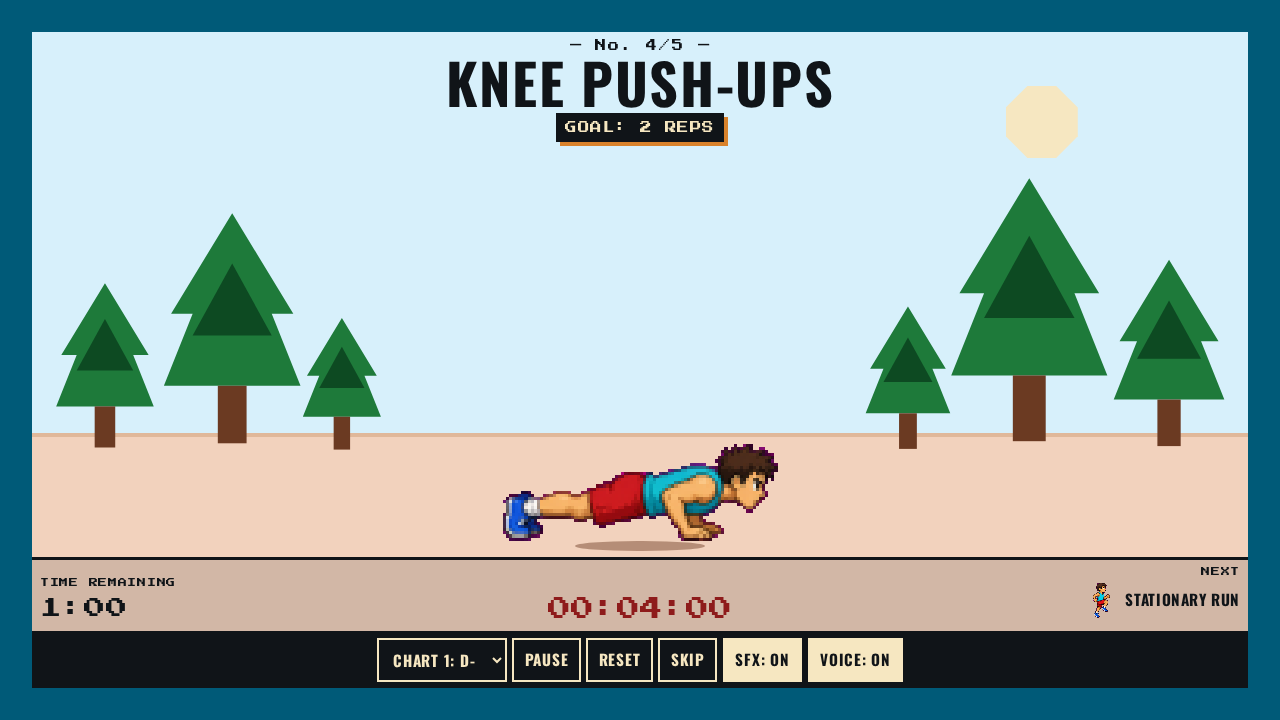 — No. 4/5 —
KNEE PUSH-UPS
GOAL: 2 REPS
TIME REMAINING
1:00
00:04:00
NEXT
STATIONARY RUN
CHART 1: D-
PAUSE
RESET
SKIP
SFX: ON
VOICE: ON